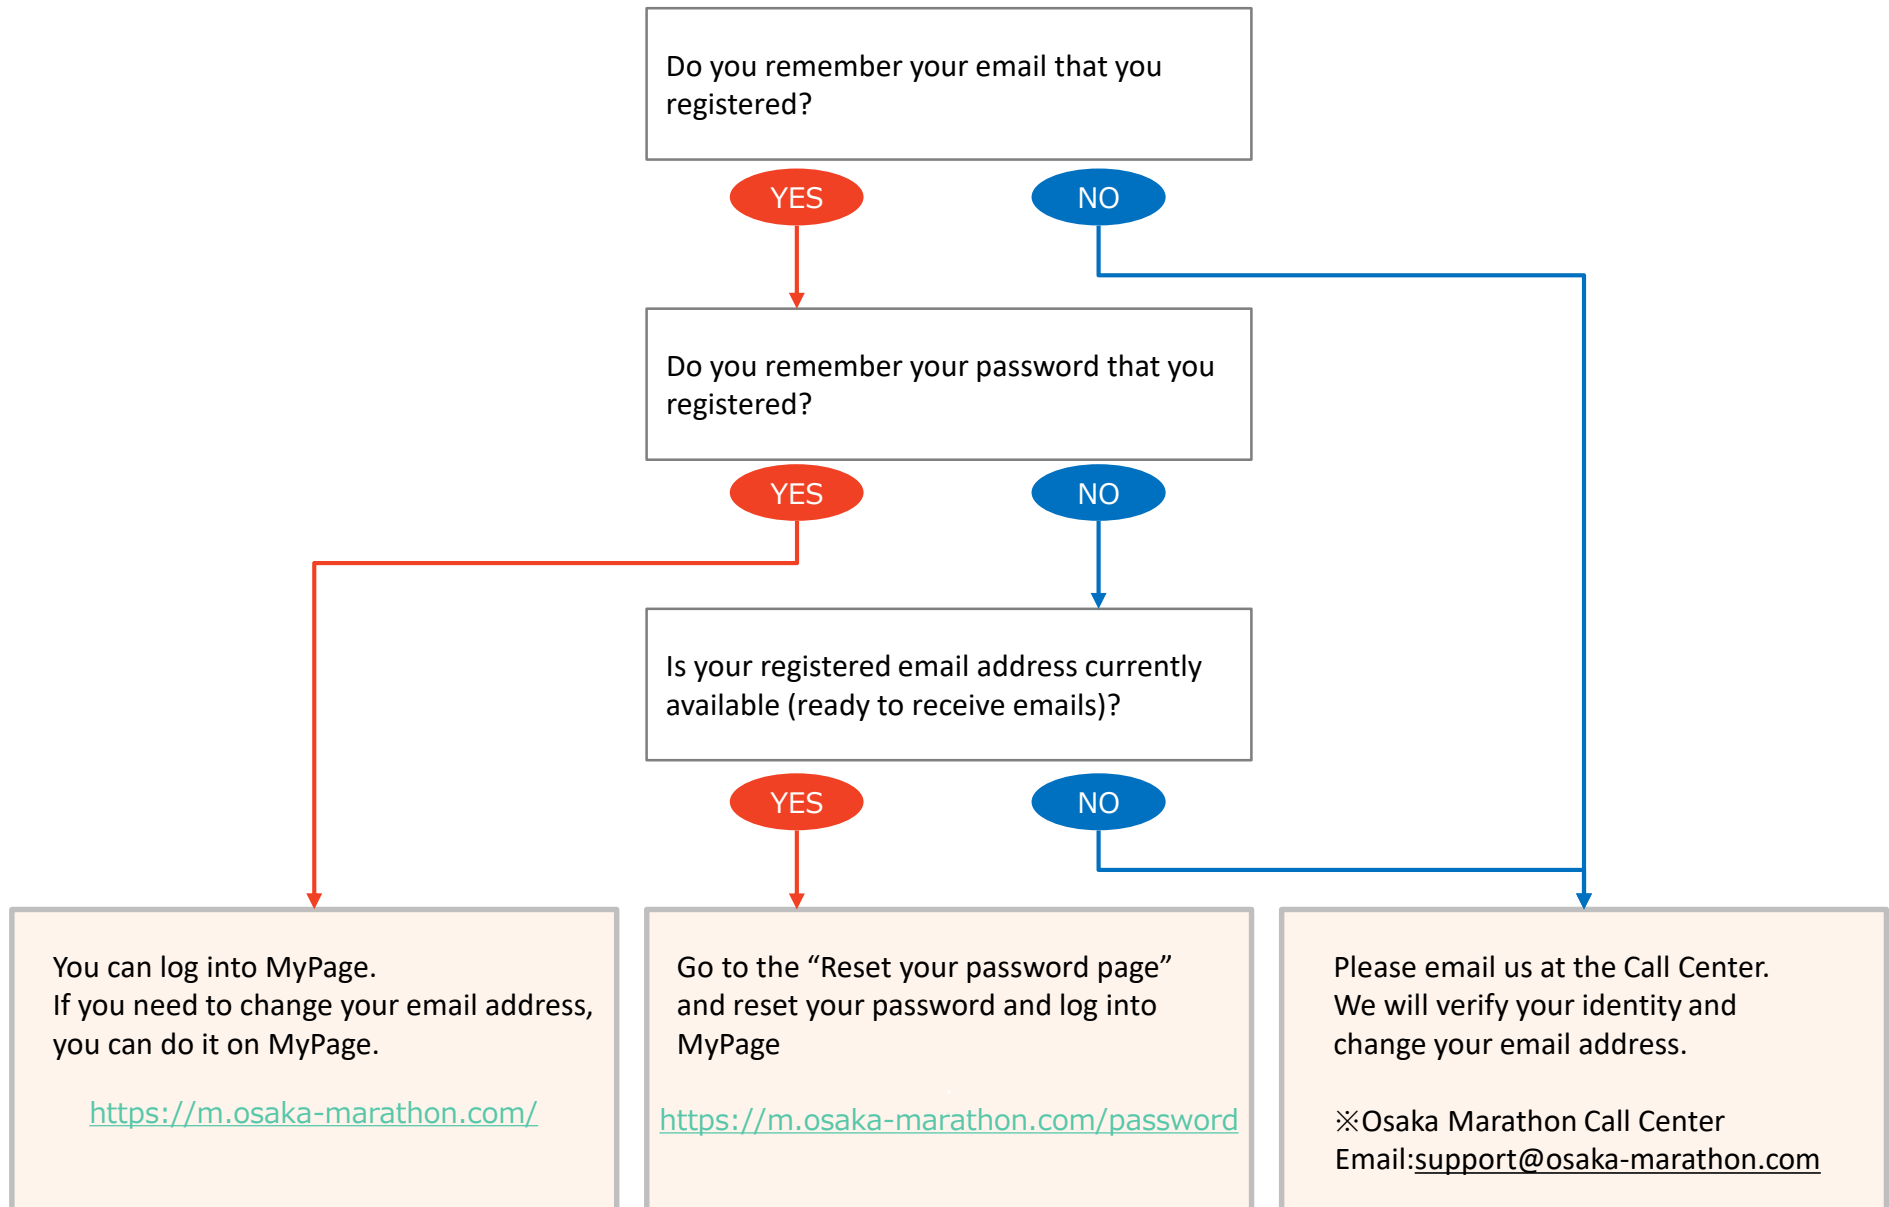 Do you remember your email that you
registered?
YES
NO
Do you remember your password that you
registered?
YES
NO
Is your registered email address currently
available (ready to receive emails)?
YES
NO
You can log into MyPage.
If you need to change your email address,
you can do it on MyPage.
https://m.osaka-marathon.com/
Go to the “Reset your password page”
and reset your password and log into
MyPage
https://m.osaka-marathon.com/password
Please email us at the Call Center.
We will verify your identity and
change your email address.
※Osaka Marathon Call Center
Email:support@osaka-marathon.com